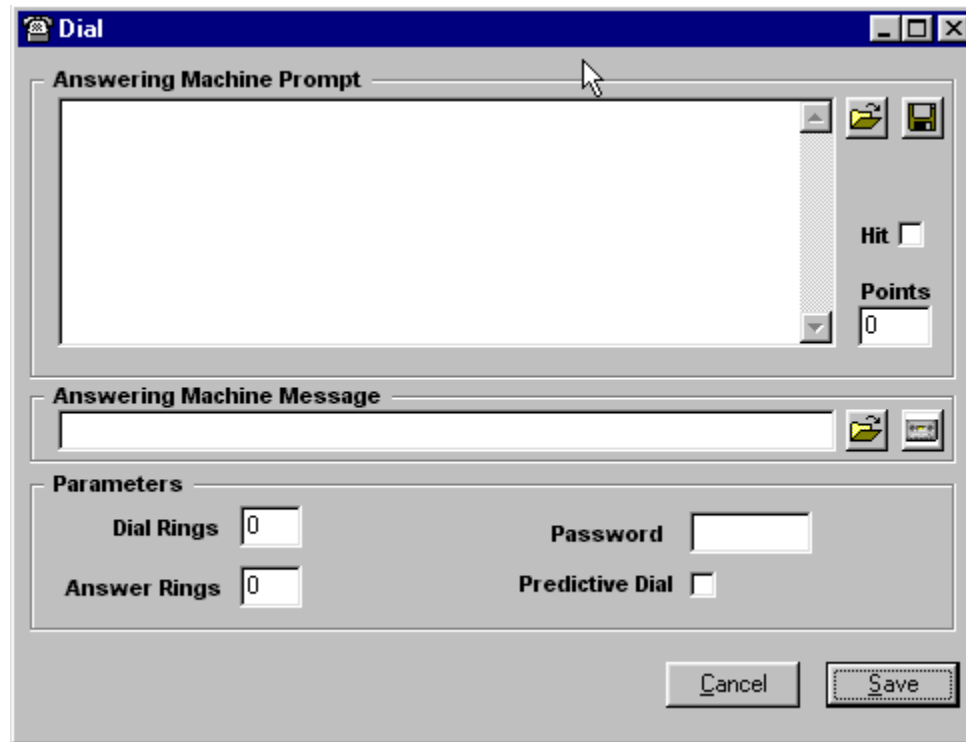 Dial
Answering Machine Prompt
Hit
Points
0
Answering Machine Message
Parameters
Dial Rings 0
Password
Answer Rings 0
Predictive Dial
Cancel Save